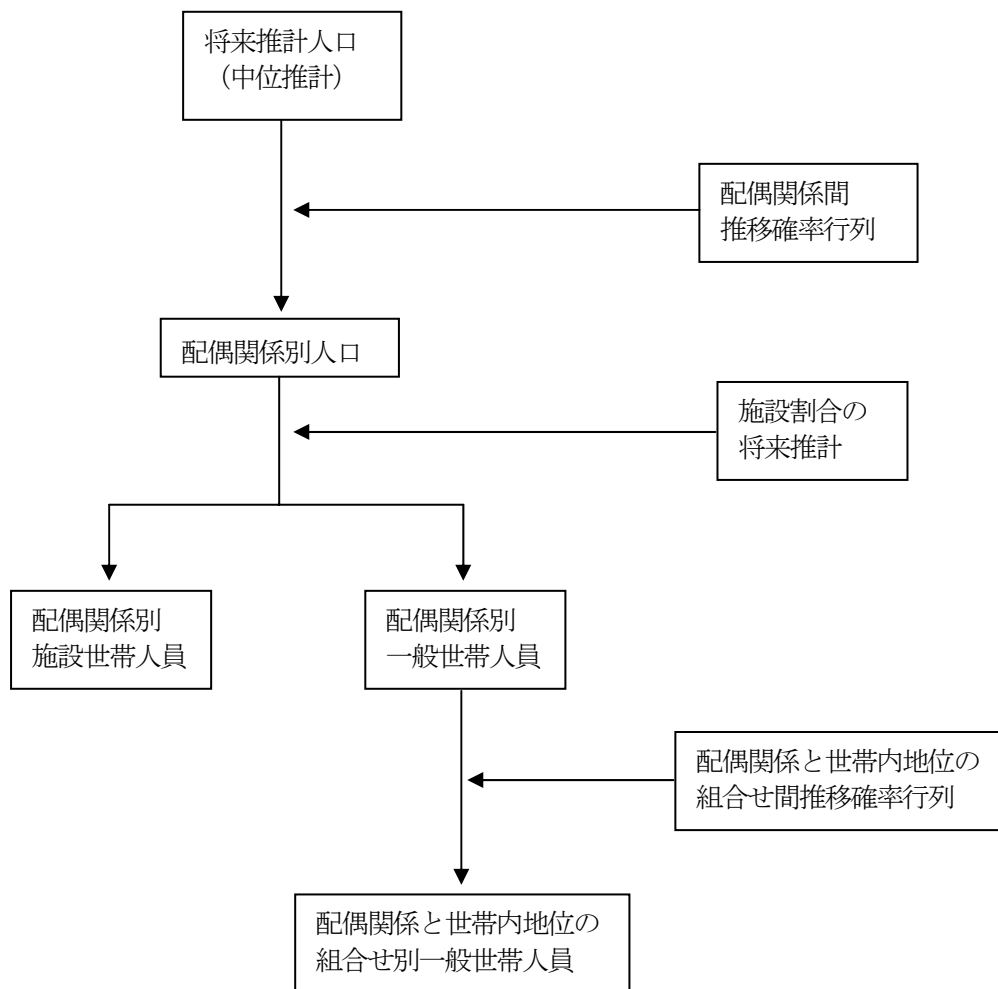 将来推計人口
（中位推計）
配偶関係間
推移確率行列
配偶関係別人口
施設割合の
将来推計
配偶関係別
施設世帯人員
配偶関係別
一般世帯人員
配偶関係と世帯内地位の
組合せ間推移確率行列
配偶関係と世帯内地位の
組合せ別一般世帯人員